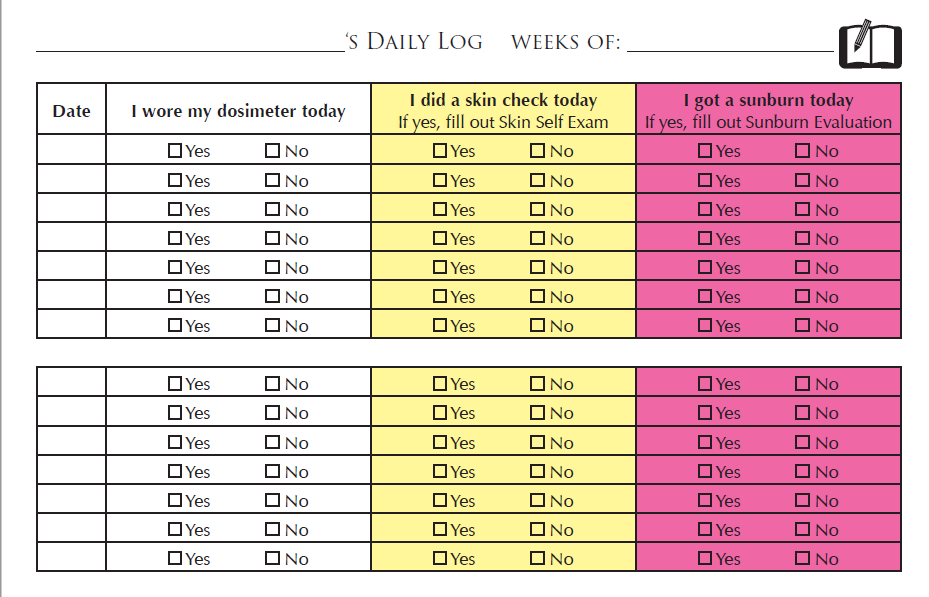 ‘S DAILY LOG WEEKS OF:
Date
I wore my dosimeter today
I did a skin check today
If yes, fill out Skin Self Exam
I got a sunburn today
If yes, fill out Sunburn Evaluation
Yes No Yes No Yes No
Yes No Yes No Yes No
Yes No Yes No Yes No
Yes No Yes No Yes No
Yes No Yes No Yes No
Yes No Yes No Yes No
Yes No Yes No Yes No
Yes No Yes No Yes No
Yes No Yes No Yes No
Yes No Yes No Yes No
Yes No Yes No Yes No
Yes No Yes No Yes No
Yes No Yes No Yes No
Yes No Yes No Yes No